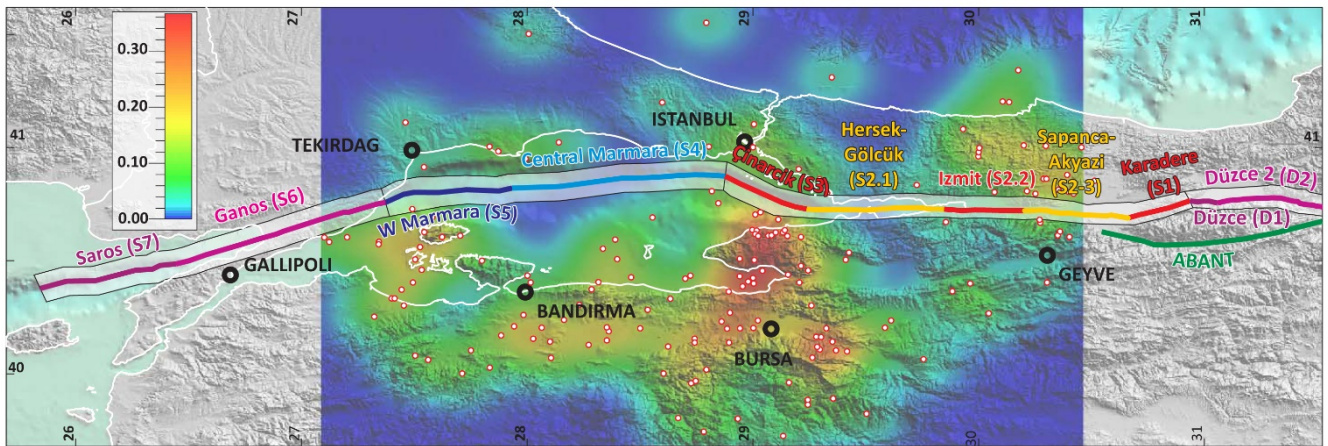 26
27
28
29
30
31
0.30
0.20
0.10
0.00
41
41
ISTANBUL
TEKIRDAG
Hersek-
Gölcük
(S2.1)
Sapanca-
Akyazi
(S2-3)
Central Marmara (S4)
Çinarcik (S3)
Izmit (S2.2)
Karadere
(S1)
Düzce 2 (D2)
Düzce (D1)
Ganos (S6)
W Marmara (S5)
Saros (S7)
ABANT
GALLIPOLI
GEYVE
BANDIRMA
BURSA
40
40
26
27
28
29
30
31